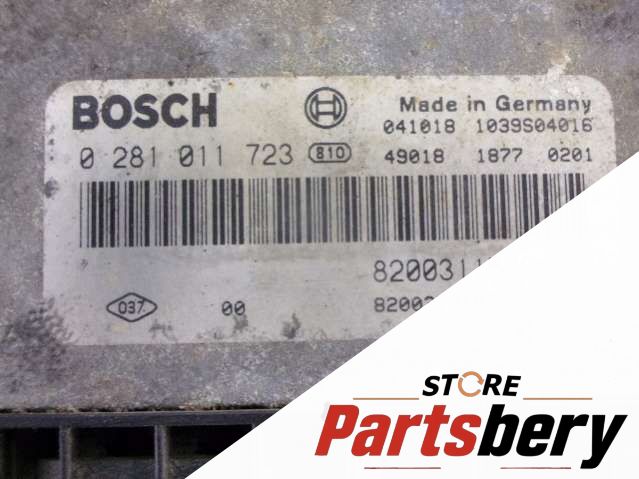 BOSCH Made in Germany
041018 1039S04016
0 281 011 723 810 49018 1877 0201
037 00
STORE
Partsbery